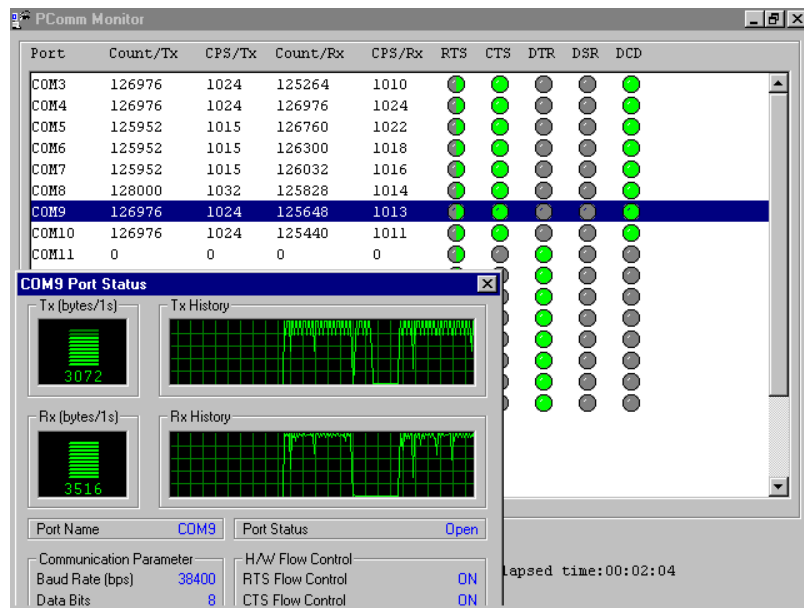 PComm Monitor
Port Count/Tx CPS/Tx Count/Rx CPS/Rx RTS CTS DTR DSR DCD
COM3 126976 1024 125264 1010
COM4 126976 1024 126976 1024
COM5 125952 1015 126760 1022
COM6 125952 1015 126300 1018
COM7 125952 1015 126032 1016
COM8 128000 1032 125828 1014
COM9 126976 1024 125648 1013
COM10 126976 1024 125440 1011
COM11 0 0 0 0
COM9 Port Status
Tx (bytes/1s) Tx History
3072
Rx (bytes/1s) Rx History
3516
Port Name COM9 Port Status Open
Communication Parameter H/W Flow Control
Baud Rate (bps) 38400 RTS Flow Control ON
Data Bits 8 CTS Flow Control ON
lapsed time:00:02:04